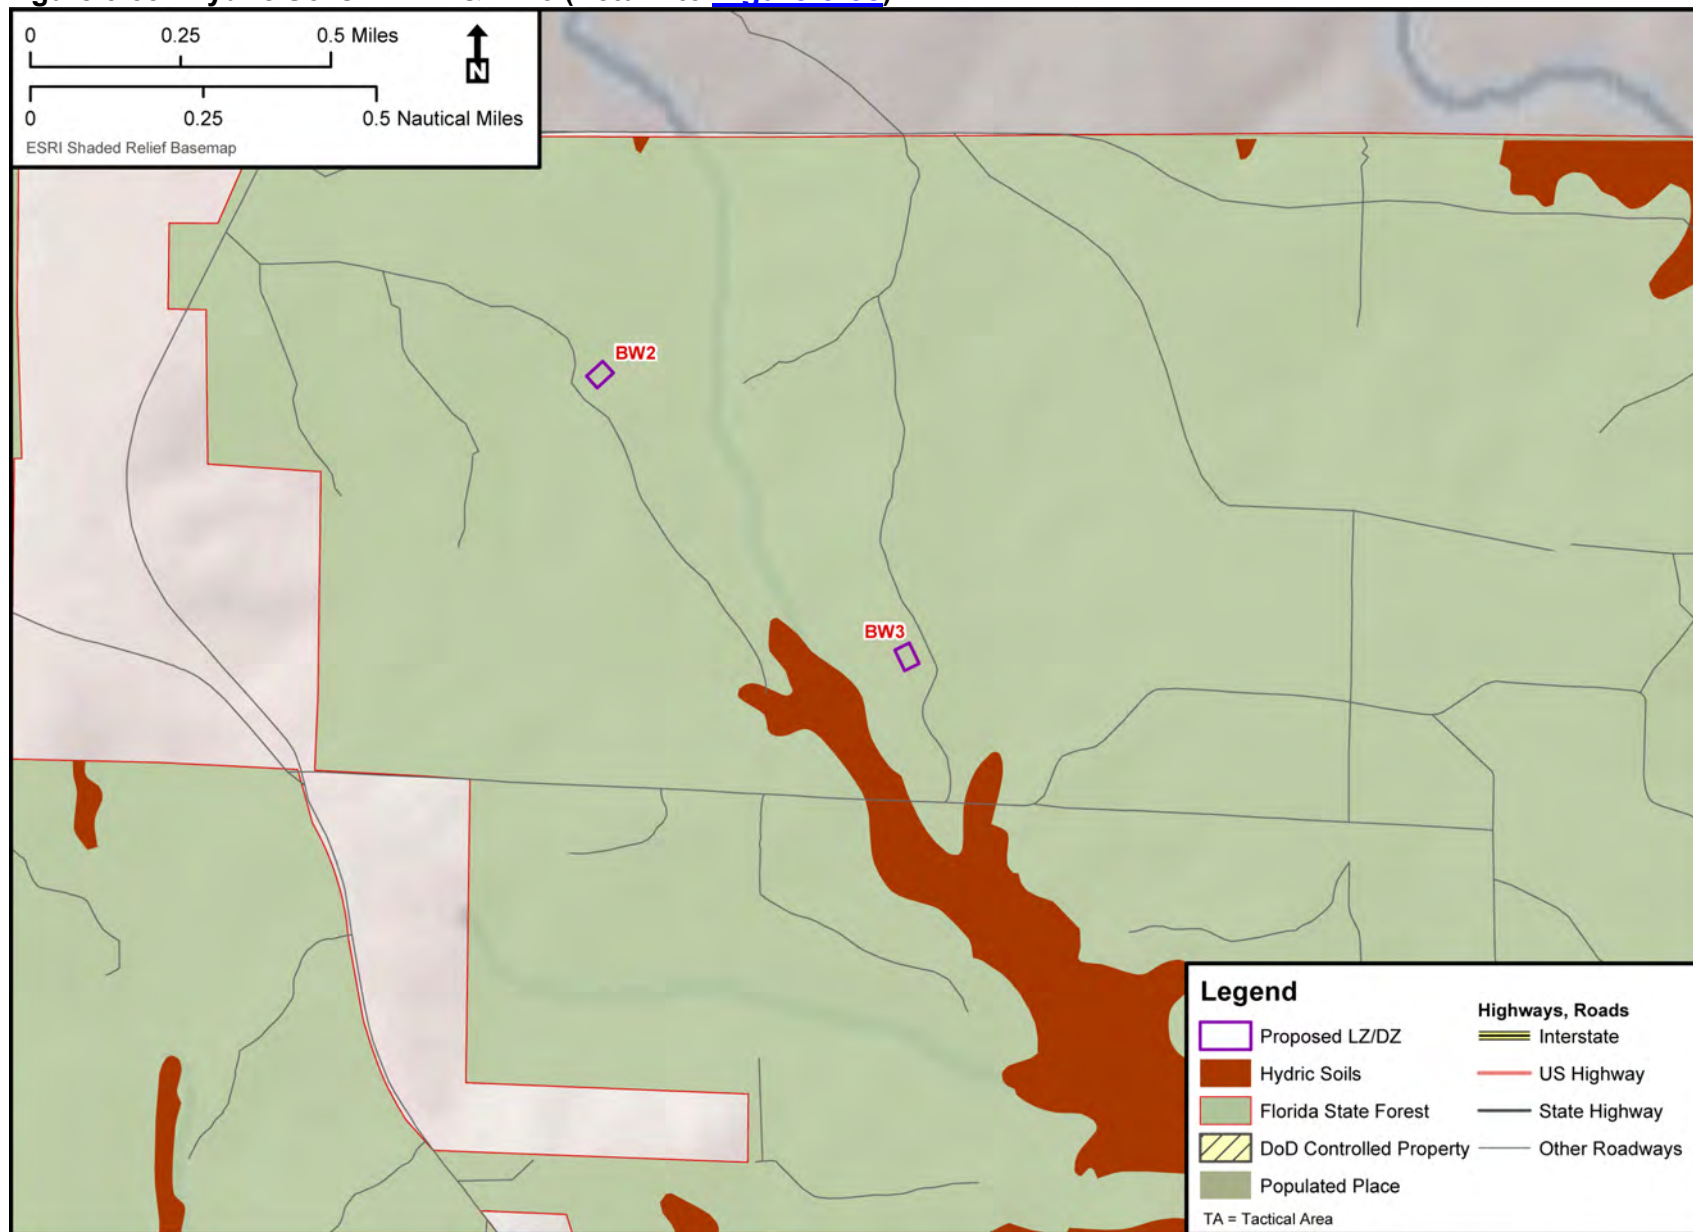 0 0.25 0.5 Miles
N
0 0.25 0.5 Nautical Miles
ESRI Shaded Relief Basemap
BW2
BW3
Legend
Proposed LZ/DZ
Hydric Soils
Florida State Forest
DoD Controlled Property
Populated Place
TA = Tactical Area
Highways, Roads
Interstate
US Highway
State Highway
Other Roadways